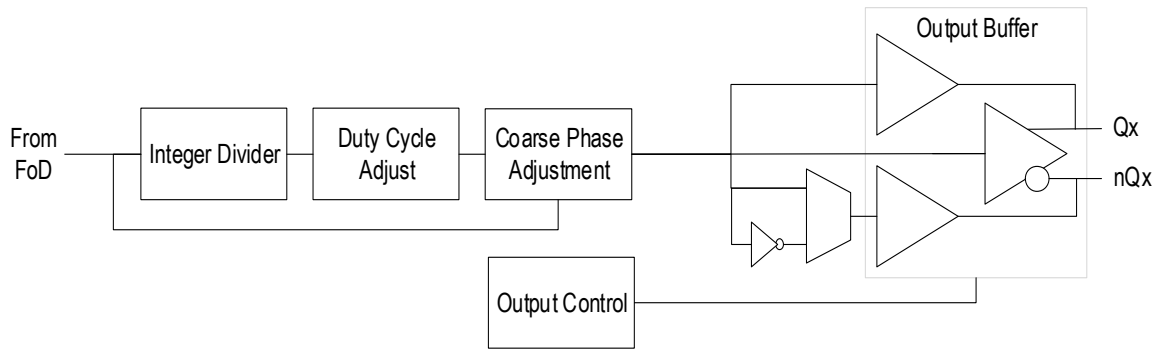 Output Buffer
From
FoD
Integer Divider
Duty Cycle
Adjust
Coarse Phase
Adjustment
Qx
nQx
Output Control